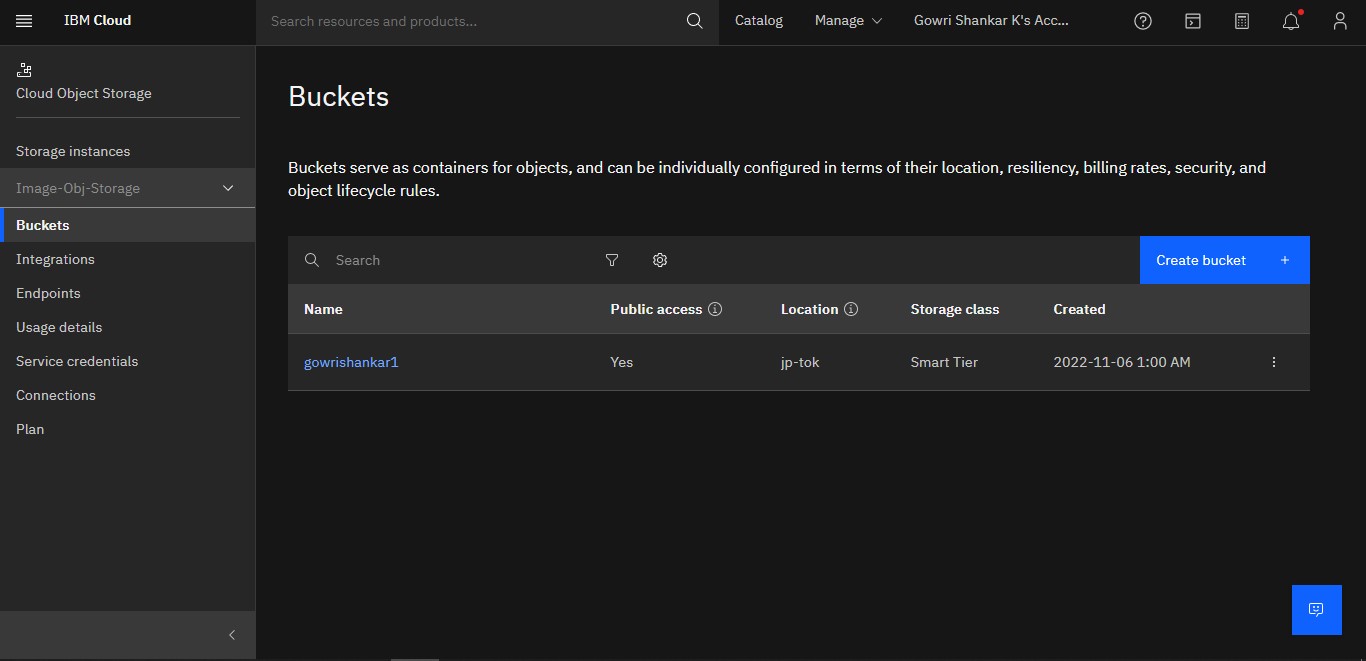 IBM Cloud
Search resources and products...
Catalog
Manage
Gowri Shankar K's Acc...
Cloud Object Storage
Storage instances
Image-Obj-Storage
Buckets
Integrations
Endpoints
Usage details
Service credentials
Connections
Plan
Buckets
Buckets serve as containers for objects, and can be individually configured in terms of their location, resiliency, billing rates, security, and
object lifecycle rules.
Search
Create bucket +
Name Public access Location Storage class Created
gowrishankar1 Yes jp-tok Smart Tier 2022-11-06 1:00 AM